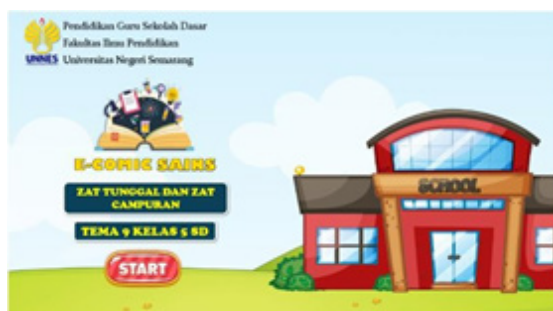 Pendidikan Guru Sekolah Dasar
Fakultas Ilmu Pendidikan
UNNES Universitas Negeri Semarang
E-COMIC SAINS
ZAT TUNGGAL DAN ZAT
CAMPURAN
TEMA 9 KELAS 5 SD
START
SCHOOL